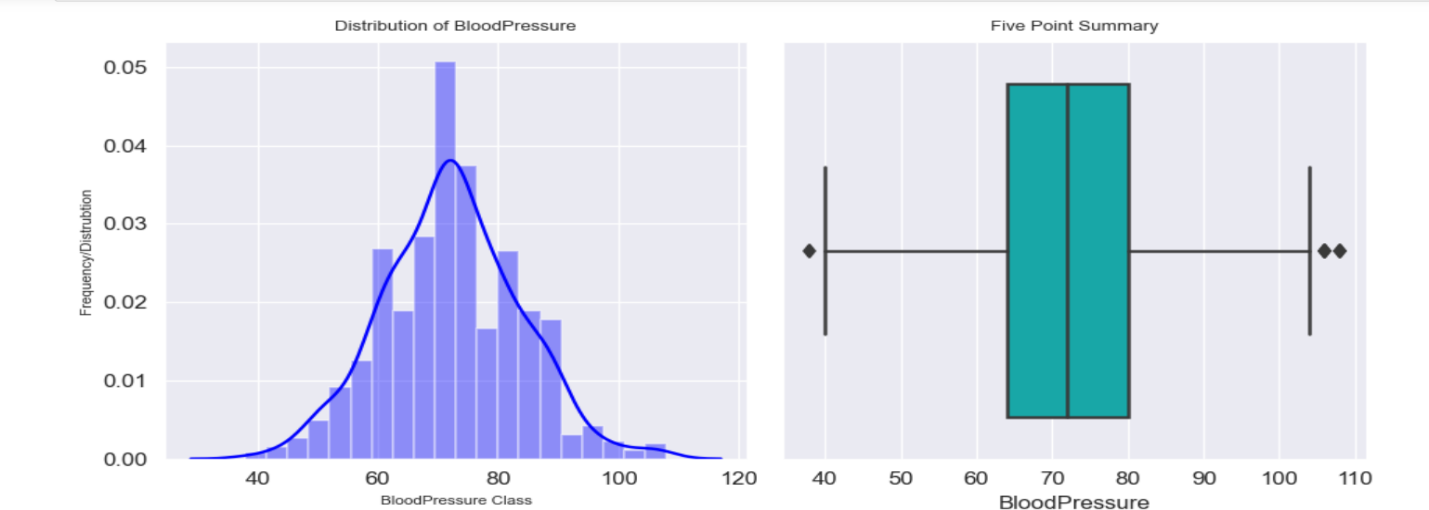 Distribution of BloodPressure
0.05
0.04
0.03
0.02
0.01
0.00
Frequency/Distrubtion
40 60 80 100 120
BloodPressure Class
Five Point Summary
40 50 60 70 80 90 100 110
BloodPressure